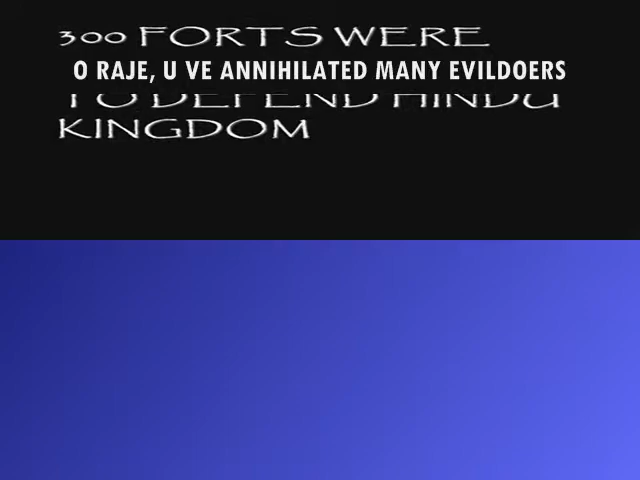 300 FORTS WERE
O RAJE, U VE ANNIHILATED MANY EVILDOERS
TO DEFEND HINDU
KINGDOM